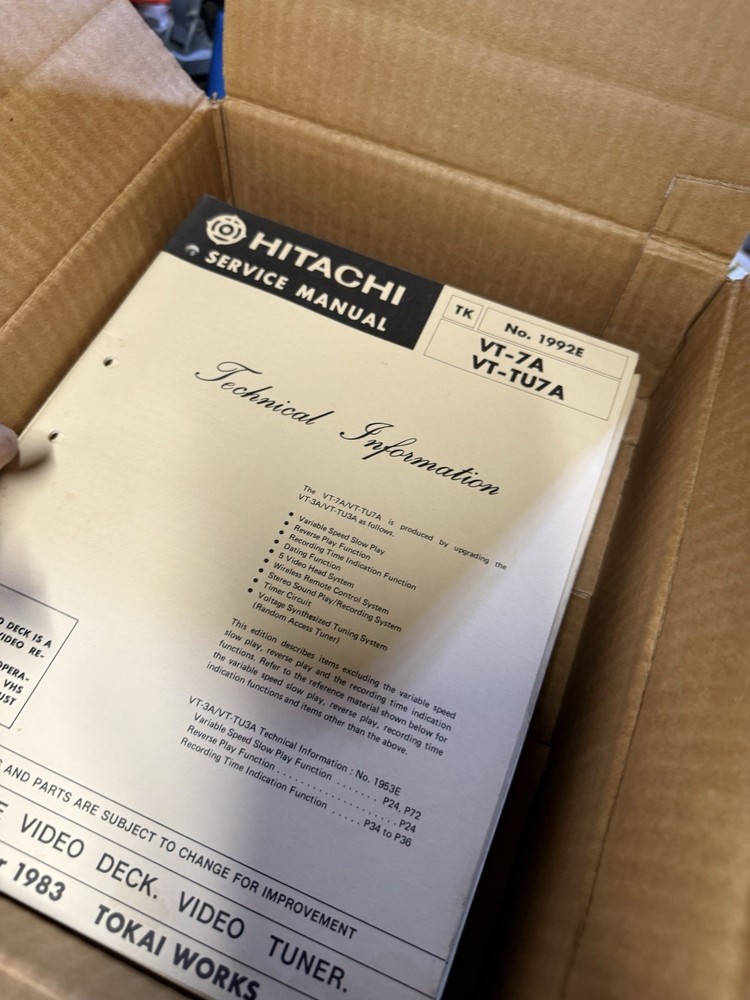 HITACHI
SERVICE MANUAL
TK
No. 1992E
VT-7A
VT-TU7A
Technical Information
The VT-7A/VT-TU7A is produced by upgrading the
VT-3A/VT-TU3A as follows.
● Variable Speed Slow Play
● Reverse Play Function
● Recording Time Indication Function
● Dating Function
● 5 Video Head System
● Wireless Remote Control System
● Stereo Sound Play/Recording System
● Timer Circuit
● Voltage Synthesized Tuning System
(Random Access Tuner)
This edition describes items excluding the variable speed
slow play, reverse play and the recording time indication
functions. Refer to the reference material shown below for
the variable speed slow play, reverse play, recording time
indication functions and items other than the above.
VT-3A/VT-TU3A Technical Information : No. 1953E
Variable Speed Slow Play Function ........ P24, P72
Reverse Play Function ...................... P24
Recording Time Indication Function ..... P34 to P36
DECK IS A
VIDEO RE-
OPERA-
VHS
UST
AND PARTS ARE SUBJECT TO CHANGE FOR IMPROVEMENT
VIDEO DECK. VIDEO TUNER.
r 1983 TOKAI WORKS